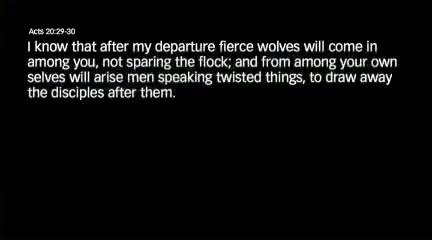 Acts 20:29-30
I know that after my departure fierce wolves will come in
among you, not sparing the flock; and from among your own
selves will arise men speaking twisted things, to draw away
the disciples after them.